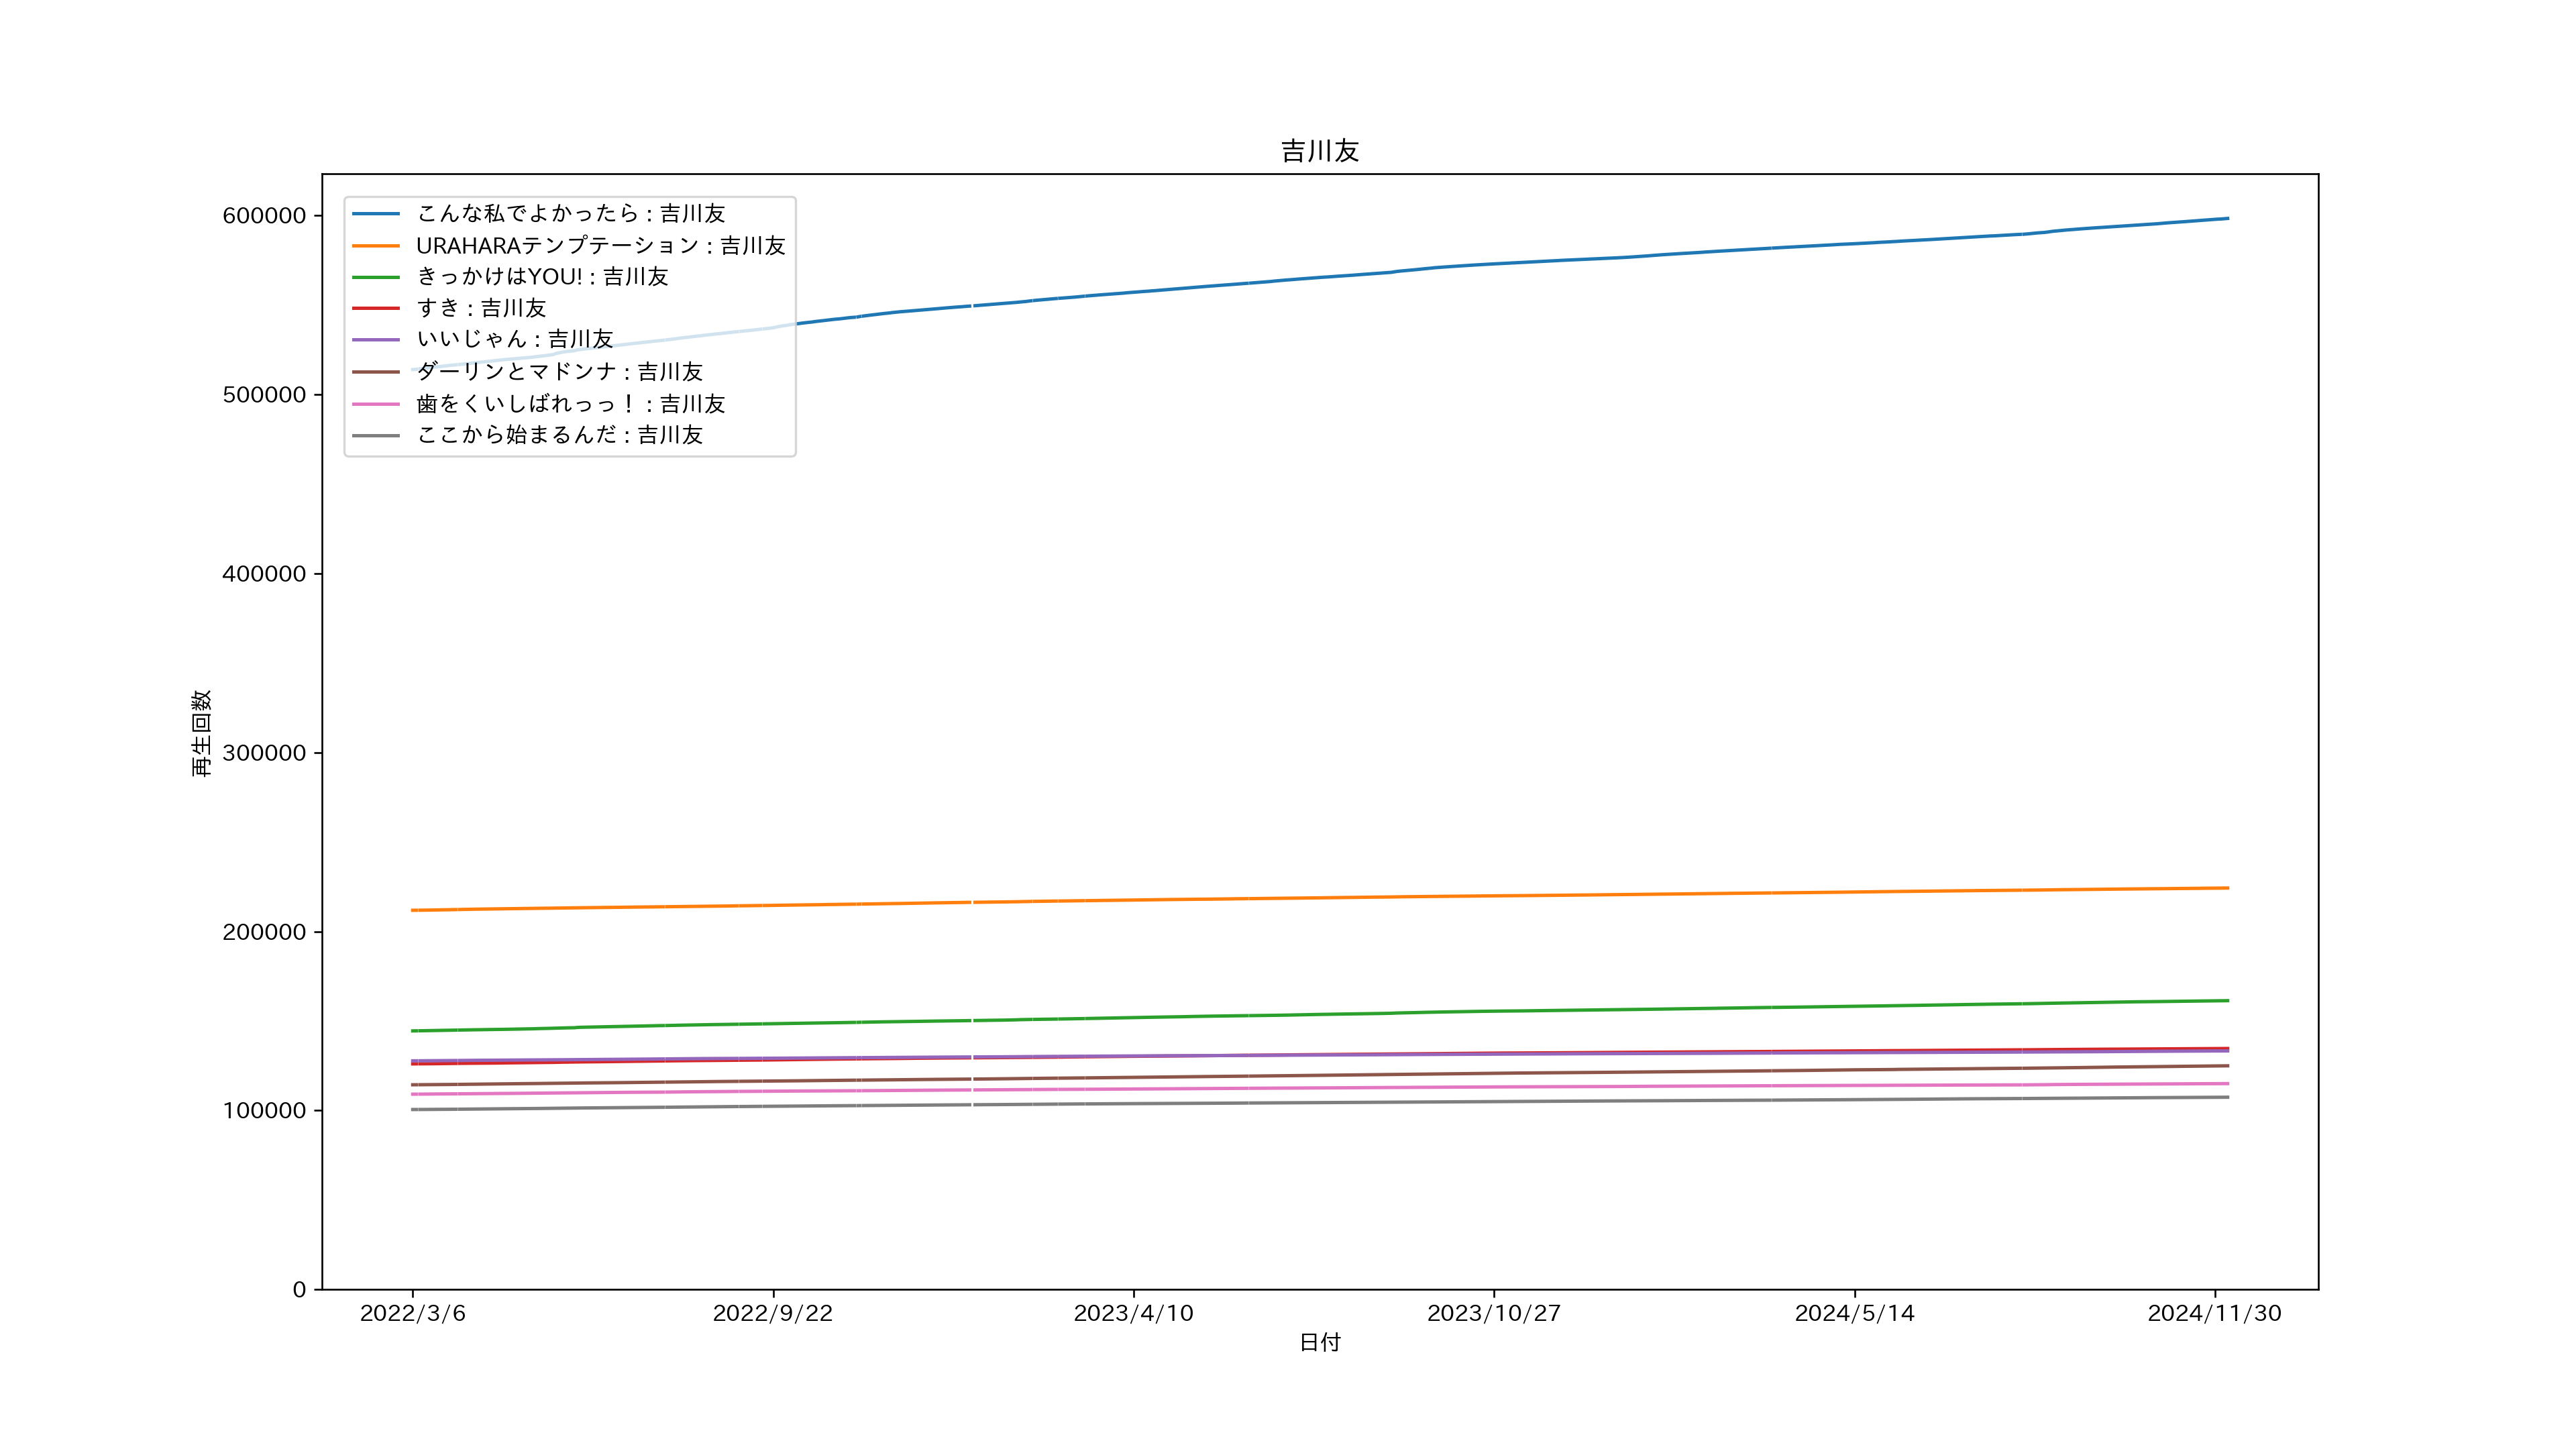 吉川友
600000
500000
400000
300000
200000
100000
0
再生回数
こんな私でよかったら : 吉川友
URAHARAテンプテーション : 吉川友
きっかけはYOU! : 吉川友
すき : 吉川友
いいじゃん : 吉川友
ダーリンとマドンナ : 吉川友
歯をくいしばれっっ！ : 吉川友
ここから始まるんだ : 吉川友
2022/3/6 2022/9/22 2023/4/10 2023/10/27 2024/5/14 2024/11/30
日付